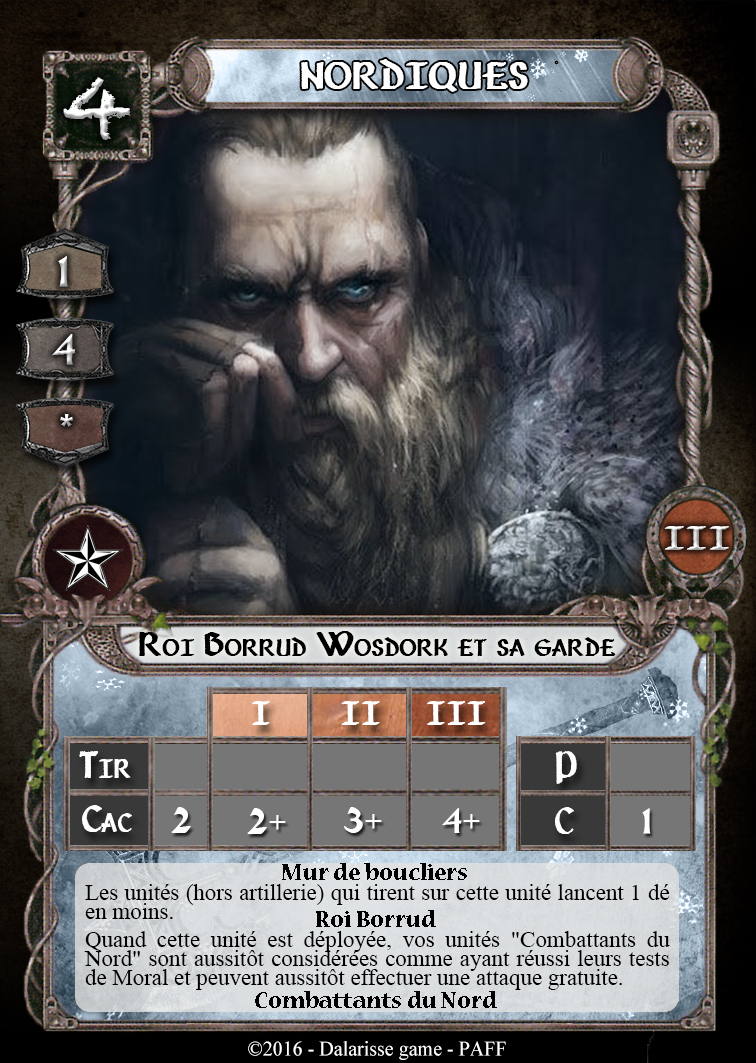 NORDIQUES
4
1
4
*
III
Roi Borrud Wosdork et sa garde
I II III
Tir P
Cac 2 2+ 3+ 4+ C 1
Mur de boucliers
Les unités (hors artillerie) qui tirent sur cette unité lancent 1 dé
en moins.
Roi Borrud
Quand cette unité est déployée, vos unités "Combattants du
Nord" sont aussitôt considérées comme ayant réussi leurs tests
de Moral et peuvent aussitôt effectuer une attaque gratuite.
Combattants du Nord
©2016 - Dalarisse game - PAFF